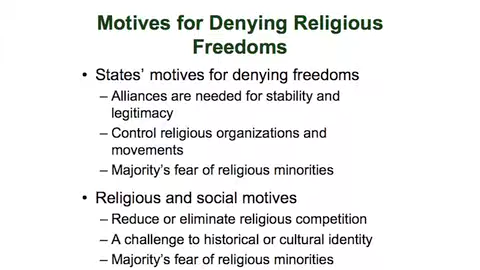 Motives for Denying Religious
Freedoms
• States' motives for denying freedoms
– Alliances are needed for stability and
legitimacy
– Control religious organizations and
movements
– Majority's fear of religious minorities
• Religious and social motives
– Reduce or eliminate religious competition
– A challenge to historical or cultural identity
– Majority's fear of religious minorities